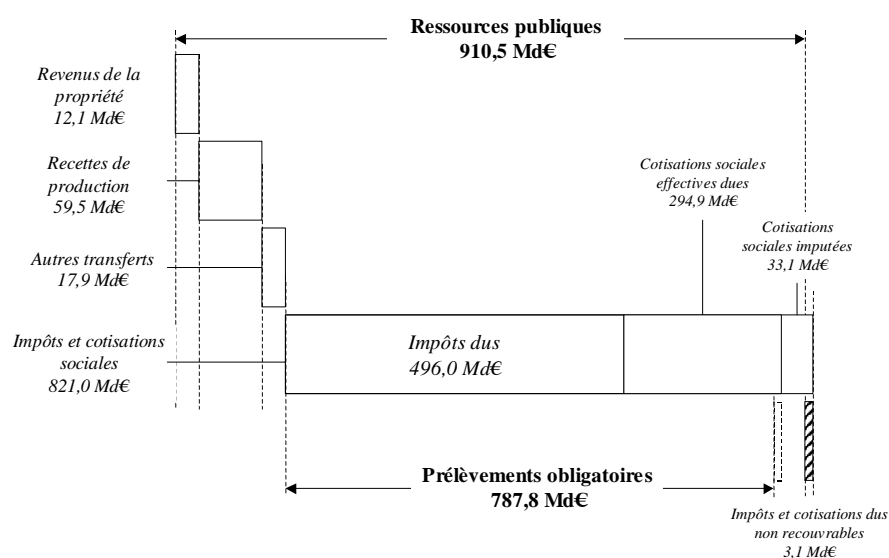 Ressources publiques
910,5 Md€
Revenus de la
propriété
12,1 Md€
Recettes de
production
59,5 Md€
Cotisations sociales
effectives dues
294,9 Md€
Cotisations
sociales imputées
33,1 Md€
Autres transferts
17,9 Md€
Impôts et cotisations
sociales
821,0 Md€
Impôts dus
496,0 Md€
Prélèvements obligatoires
787,8 Md€
Impôts et cotisations dus
non recouvrables
3,1 Md€